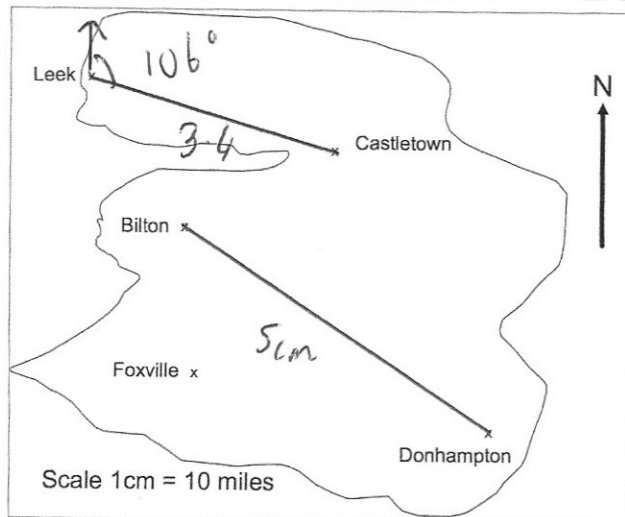 Leek
106°
N
3.4
Castletown
Bilton
5cm
Foxville
Donhampton
Scale 1cm = 10 miles